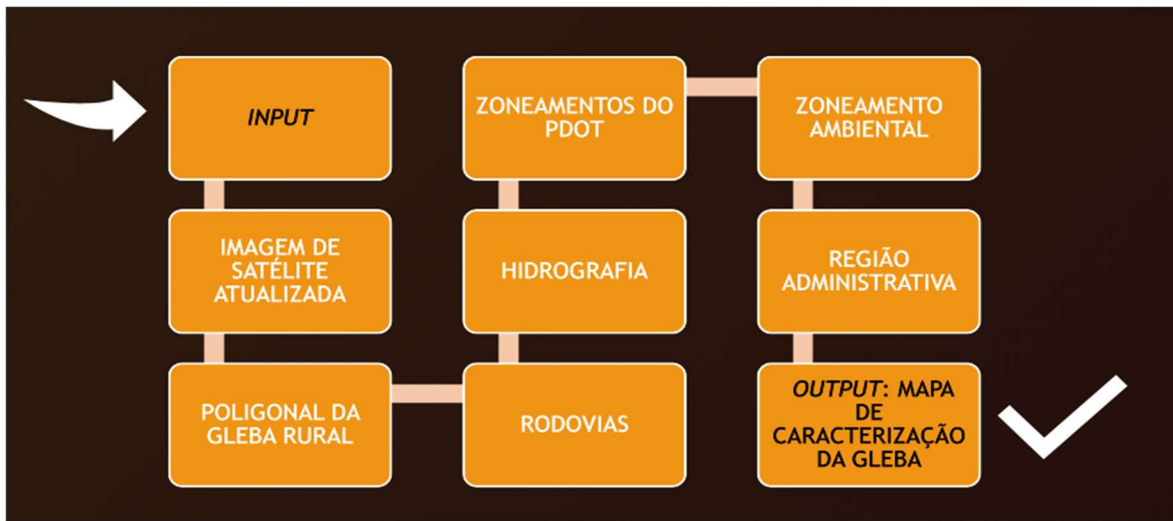 INPUT
IMAGEM DE
SATÉLITE
ATUALIZADA
POLIGONAL DA
GLEBA RURAL
RODOVIAS
HIDROGRAFIA
ZONEAMENTOS DO
PDOT
ZONEAMENTO
AMBIENTAL
REGIÃO
ADMINISTRATIVA
OUTPUT: MAPA
DE
CARACTERIZAÇÃO
DA GLEBA